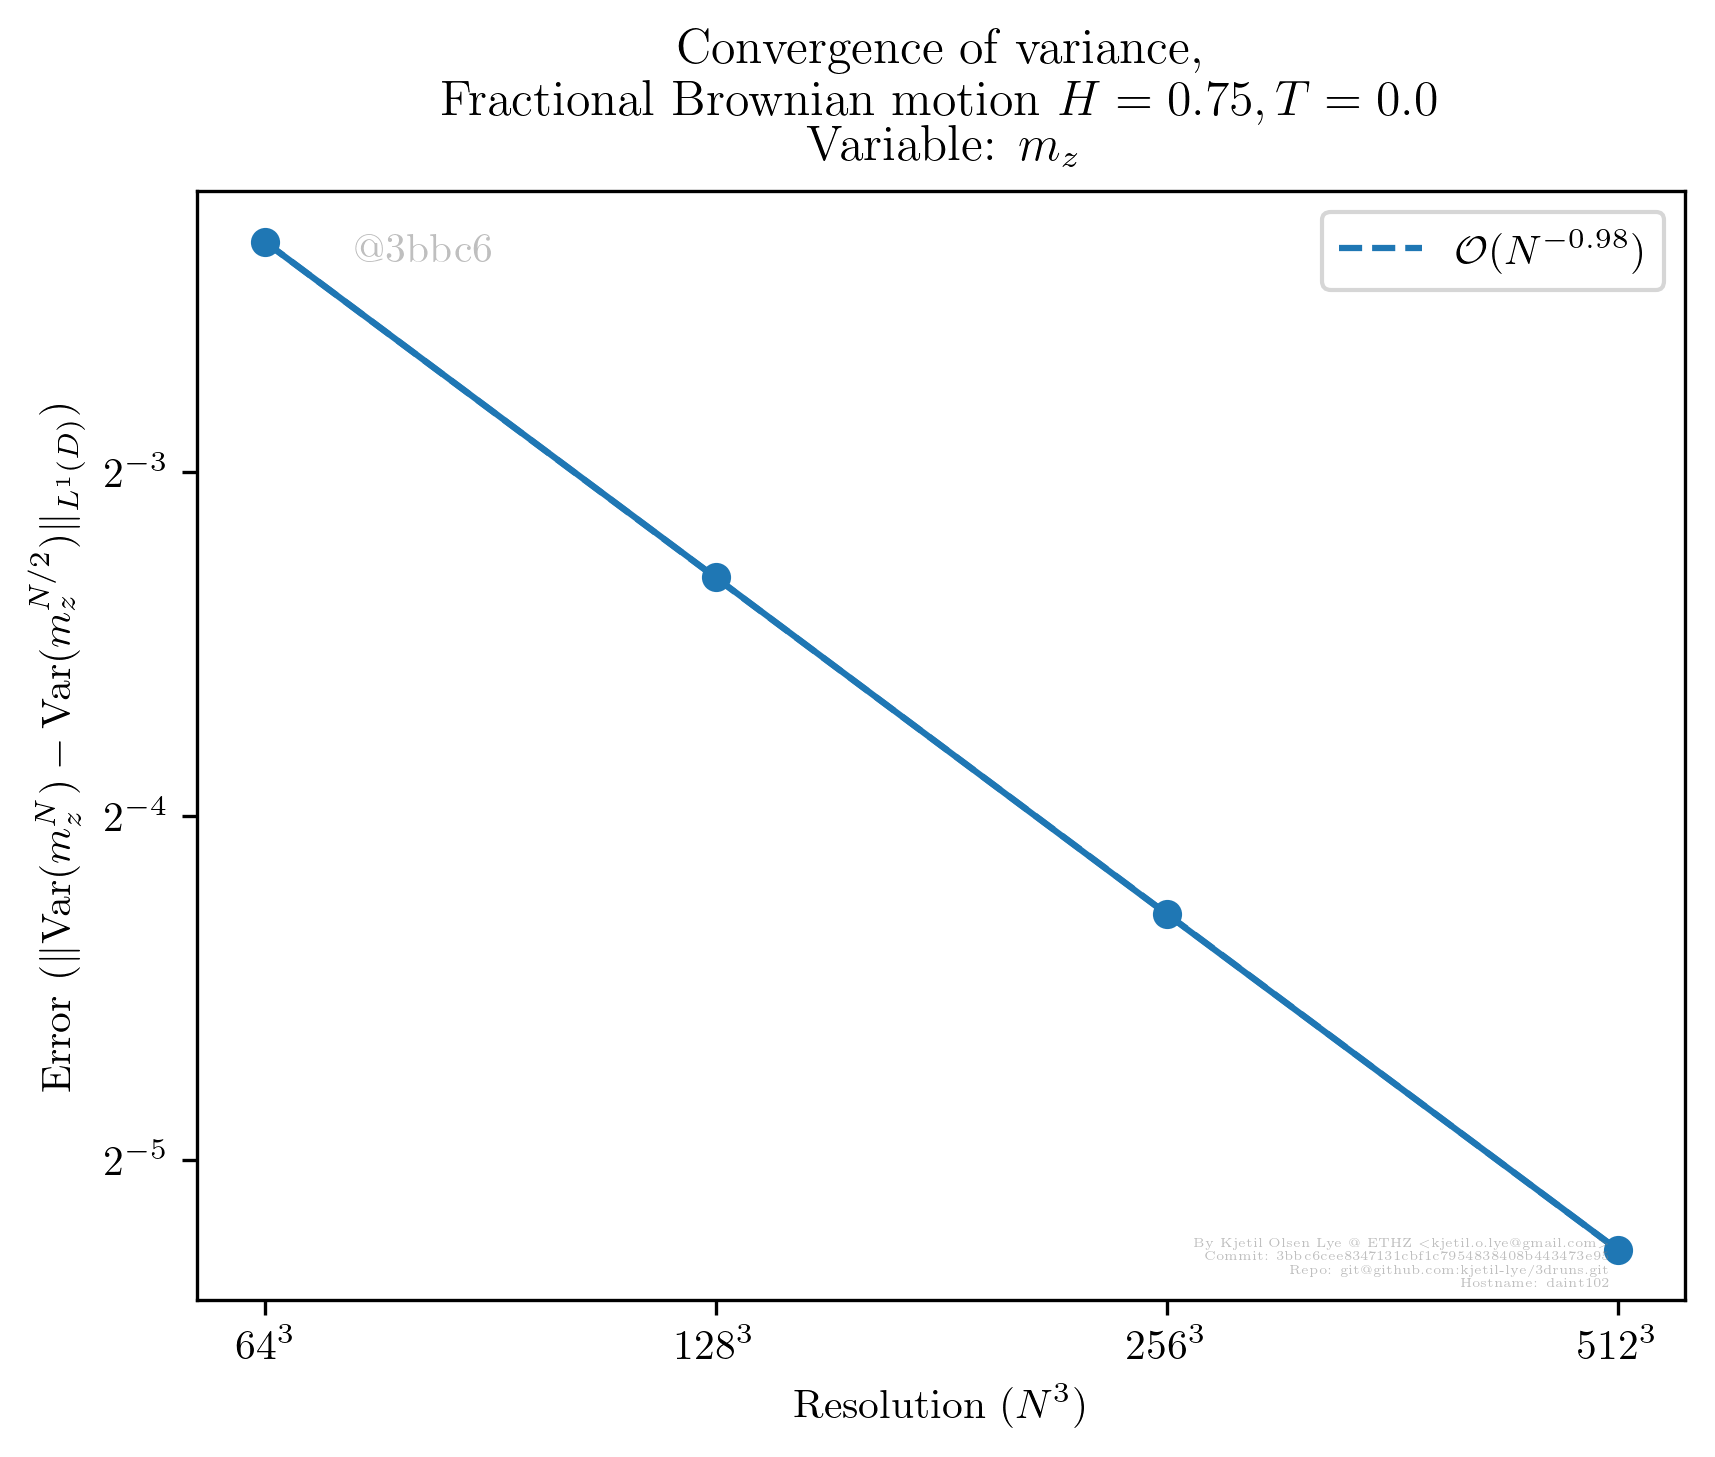 Convergence of variance,
Fractional Brownian motion H = 0.75, T = 0.0
Variable: m_z
@3bbc6
𝒪(N^{-0.98})
Error (||Var(m_z^N) − Var(m_z^{N/2})||_{L^1(D)})
2^{-3}
2^{-4}
2^{-5}
By Kjetil Olsen Lye @ ETHZ <kjetil.o.lye@gmail.com
Commit: 3bbc6cee8347131cbf1c7954838408b443473e9
Repo: git@github.com:kjetil-lye/3druns.git
Hostname: daint102
64^3 128^3 256^3 512^3
Resolution (N^3)